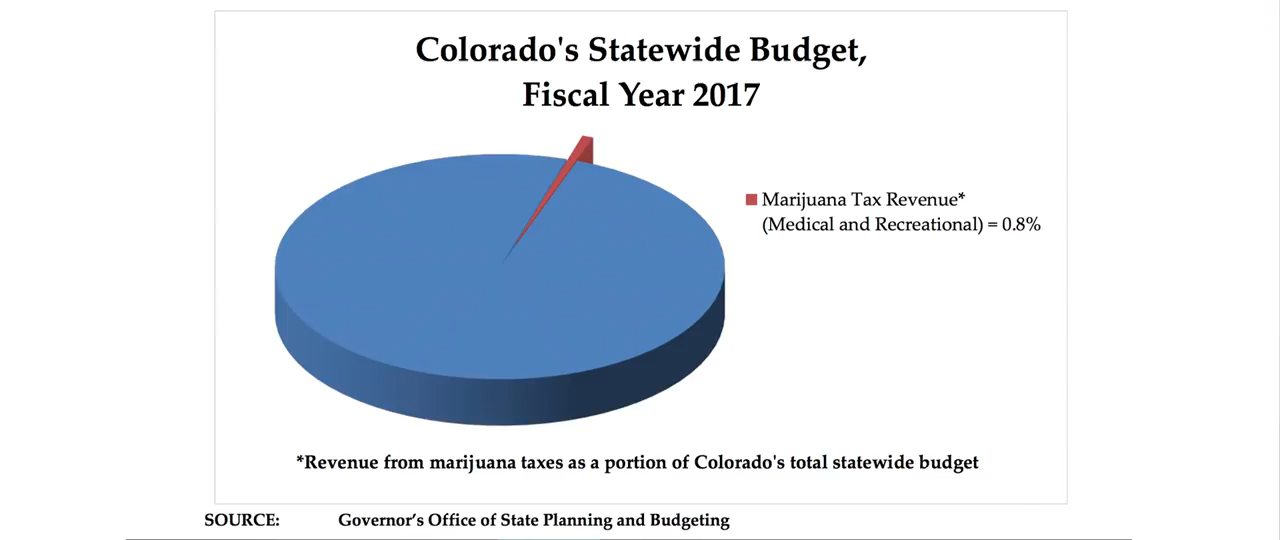 Colorado's Statewide Budget,
Fiscal Year 2017
Marijuana Tax Revenue*
(Medical and Recreational) = 0.8%
*Revenue from marijuana taxes as a portion of Colorado's total statewide budget
SOURCE: Governor’s Office of State Planning and Budgeting